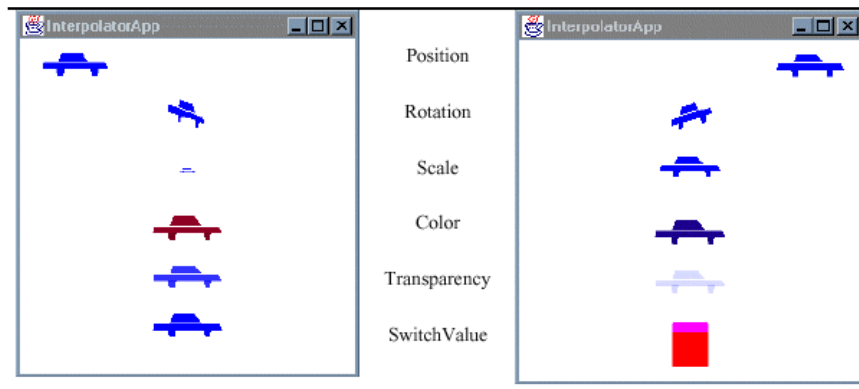 InterpolatorApp
InterpolatorApp
Position
Rotation
Scale
Color
Transparency
SwitchValue